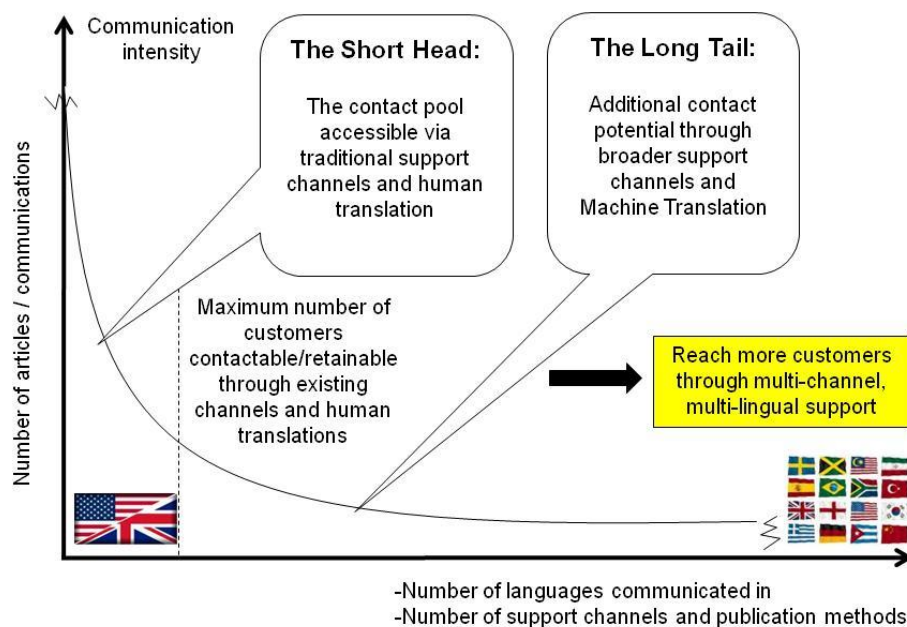 Communication
intensity
The Short Head:
The contact pool
accessible via
traditional support
channels and human
translation
The Long Tail:
Additional contact
potential through
broader support
channels and
Machine Translation
Number of articles / communications
Maximum number of
customers
contactable/retainable
through existing
channels and human
translations
Reach more customers
through multi-channel,
multi-lingual support
-Number of languages communicated in
-Number of support channels and publication methods